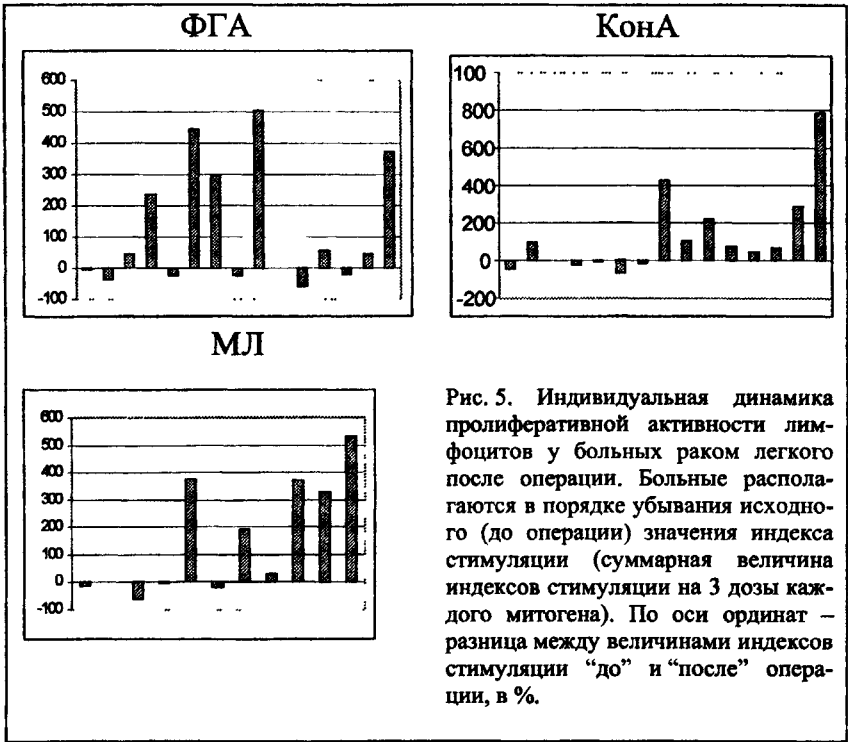 ФГА
600
500
400
300
200
100
0
-100
КонА
100
800
600
400
200
0
-200
МЛ
600
500
400
300
200
100
0
-100
Рис. 5. Индивидуальная динамика
пролиферативной активности лим-
фоцитов у больных раком легкого
после операции. Больные распола-
гаются в порядке убывания исходно-
го (до операции) значения индекса
стимуляции (суммарная величина
индексов стимуляции на 3 дозы каж-
дого митогена). По оси ординат –
разница между величинами индексов
стимуляции “до” и “после” опера-
ции, в %.